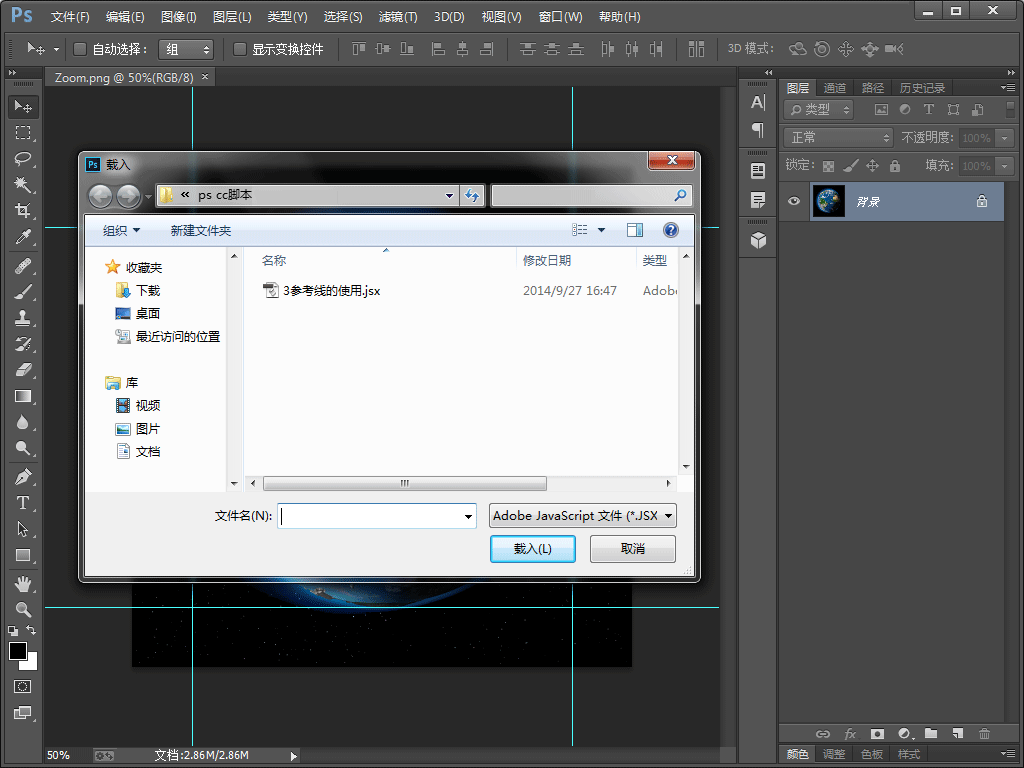 Ps 文件(F) 编辑(E) 图像(I) 图层(L) 类型(Y) 选择(S) 滤镜(T) 3D(D) 视图(V) 窗口(W) 帮助(H)
自动选择： 组 显示变换控件 3D 模式：
Zoom.png @ 50%(RGB/8) ×
图层 通道 路径 历史记录
类型
正常 不透明度: 100%
锁定: 填充: 100%
背景
Ps 载入
« ps cc脚本
组织 新建文件夹
收藏夹
下载
桌面
最近访问的位置
库
视频
图片
文档
名称 修改日期 类型
3参考线的使用.jsx 2014/9/27 16:47 Adobe
文件名(N): Adobe JavaScript 文件 (*.JSX
载入(L) 取消
50% 文档:2.86M/2.86M
颜色 调整 色板 样式